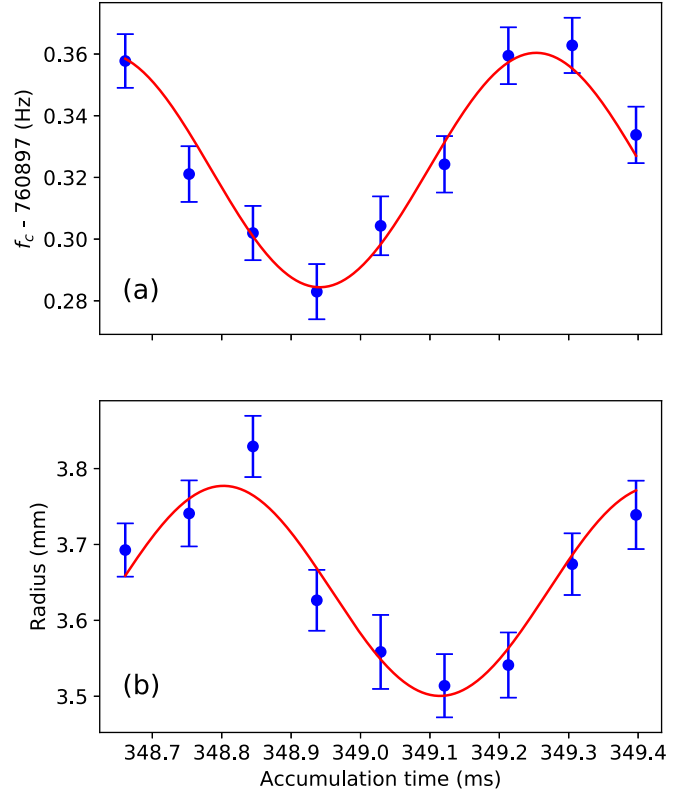 0.36
0.34
0.32
0.30
0.28
f_c - 760897 (Hz)
(a)
3.8
3.7
3.6
3.5
Radius (mm)
(b)
348.7 348.8 348.9 349.0 349.1 349.2 349.3 349.4
Accumulation time (ms)